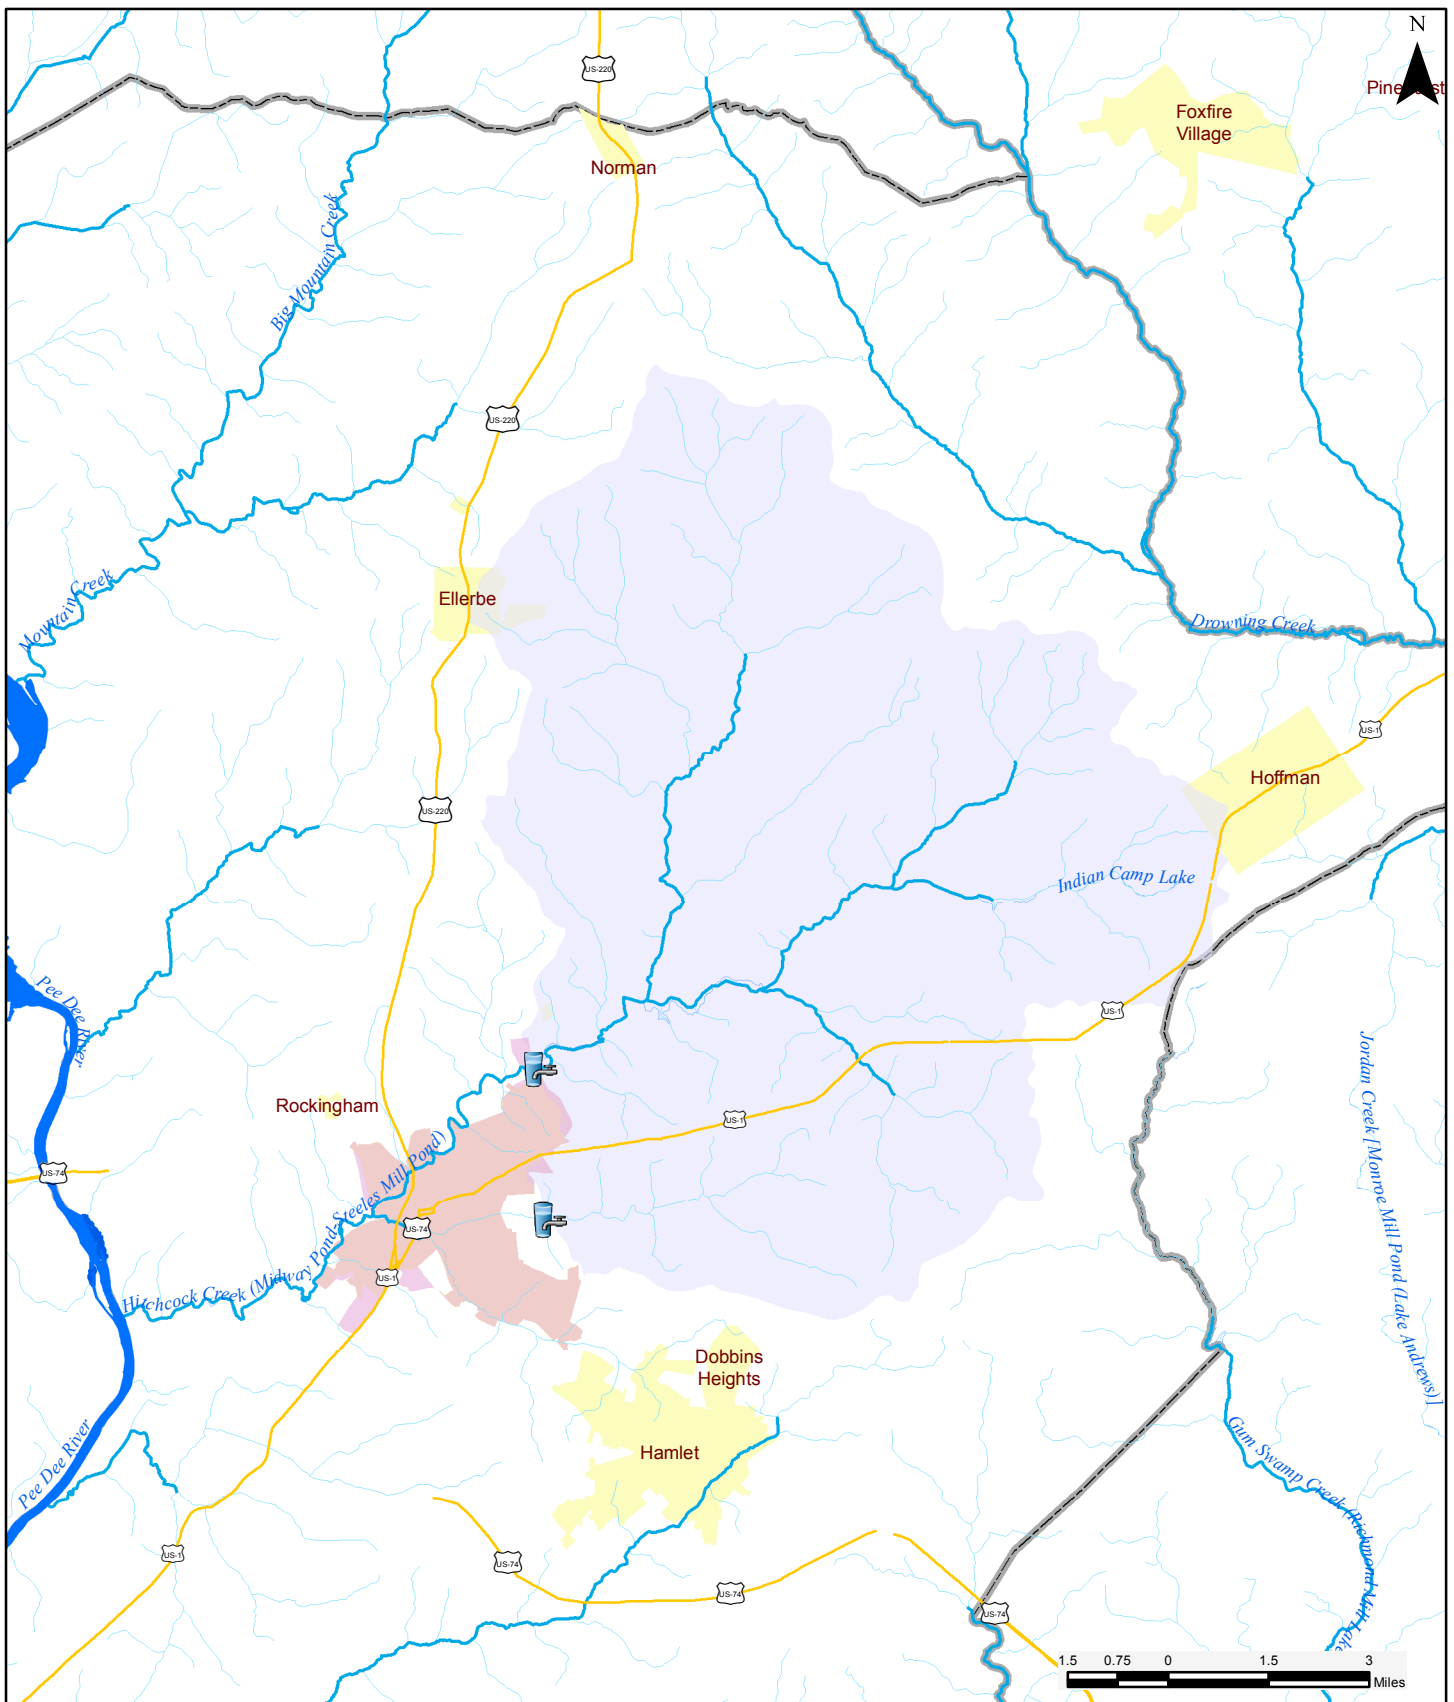 N
US-220
Pinehurst
Foxfire
Village
Norman
Big Mountain Creek
US-220
Mountain Creek
Ellerbe
Drowning Creek
US-1
Hoffman
US-220
Indian Camp Lake
Pee Dee River
US-1
Jordan Creek [Monroe Mill Pond (Lake Andrews)]
Rockingham
US-1
US-74
US-74
Hitchcock Creek (Midway Pond-Steeles Mill Pond)
US-1
Dobbins
Heights
Hamlet
Pee Dee River
Gum Swamp Creek (Richmond Mill Lake
US-1
US-74
US-74
US-74
1.5 0.75 0 1.5 3
Miles